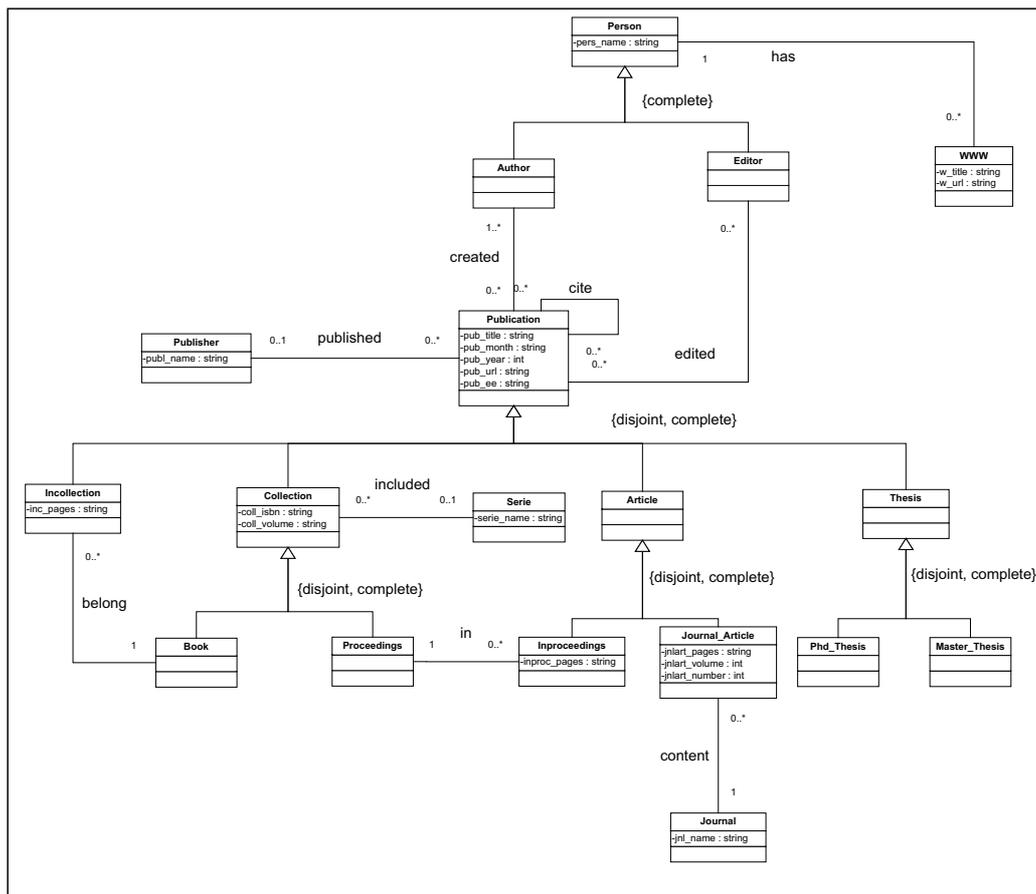 Person
-pers_name : string
1
has
0..*
{complete}
WWW
-w_title : string
-w_url : string
Author
Editor
1..*
0..*
created
0..*
0..*
cite
Publication
-pub_title : string
-pub_month : string
-pub_year : int
-pub_url : string
-pub_ee : string
Publisher
-publ_name : string
0..1
published
0..*
0..*
0..*
edited
{disjoint, complete}
Incollection
-inc_pages : string
Collection
-coll_isbn : string
-coll_volume : string
included
0..*
0..1
Serie
-serie_name : string
Article
Thesis
0..*
belong
1
{disjoint, complete}
{disjoint, complete}
{disjoint, complete}
Book
Proceedings
1
in
0..*
Inproceedings
-inproc_pages : string
Journal_Article
-jnlart_pages : string
-jnlart_volume : int
-jnlart_number : int
Phd_Thesis
Master_Thesis
0..*
content
1
Journal
-jnl_name : string